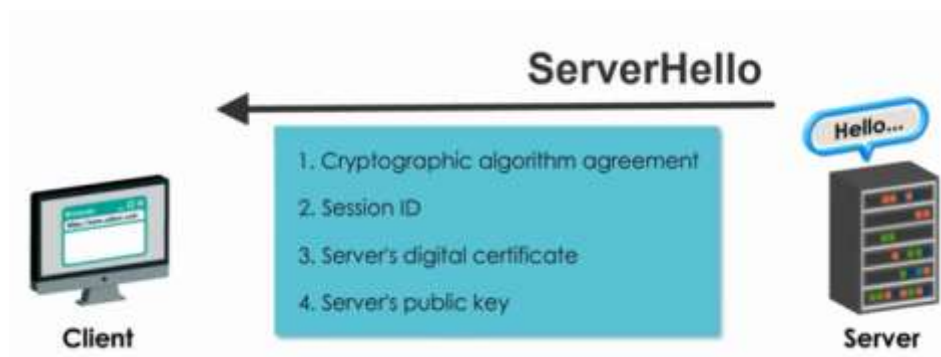 ServerHello
Hello...
1. Cryptographic algorithm agreement
2. Session ID
3. Server's digital certificate
4. Server's public key
Client
Server